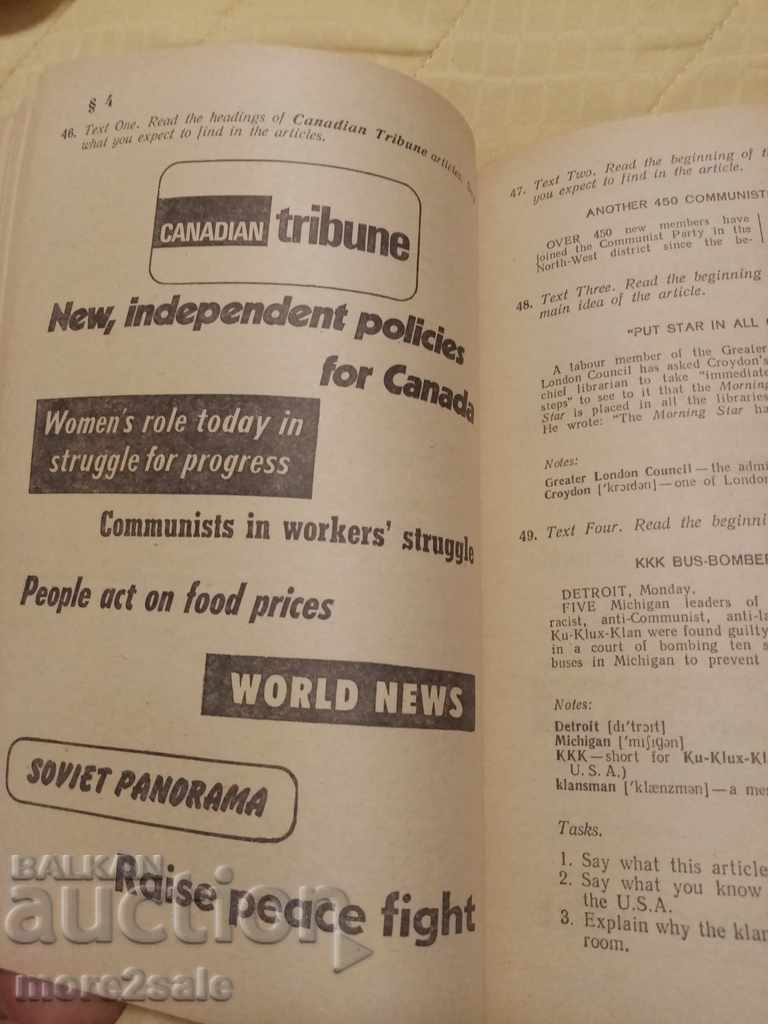 § 4
46. Text One. Read the headings of Canadian Tribune articles.
what you expect to find in the articles.
CANADIAN tribune
New, independent policies
for Canada
Women's role today in
struggle for progress
Communists in workers' struggle
People act on food prices
WORLD NEWS
SOVIET PANORAMA
Raise peace fight
47. Text Two. Read the beginning of
you expect to find in the article.
ANOTHER 450 COMMUNISTS
OVER 450 new members have
joined the Communist Party in the
North-West district since the be-
48. Text Three. Read the beginning
main idea of the article.
"PUT STAR IN ALL
A labour member of the Greater
London Council has asked Croydon's
chief librarian to take "immediate
steps" to see to it that the Morning
Star is placed in all the libraries
He wrote: "The Morning Star ha
Notes:
Greater London Council — the admi
Croydon ['krɔɪdən] — one of London
49. Text Four. Read the beginni
KKK BUS-BOMBE
DETROIT, Monday.
FIVE Michigan leaders of
racist, anti-Communist, anti-la
Ku-Klux-Klan were found guilty
in a court of bombing ten s
buses in Michigan to prevent
Notes:
Detroit [dɪ'trɔɪt]
Michigan ['mɪʃɪgən]
KKK — short for Ku-Klux-Kl
U. S. A.)
klansman ['klænzmən] — a me
Tasks.
1. Say what this article
2. Say what you know
the U.S.A.
3. Explain why the klan
room.
BALKAN
auction
more2sale